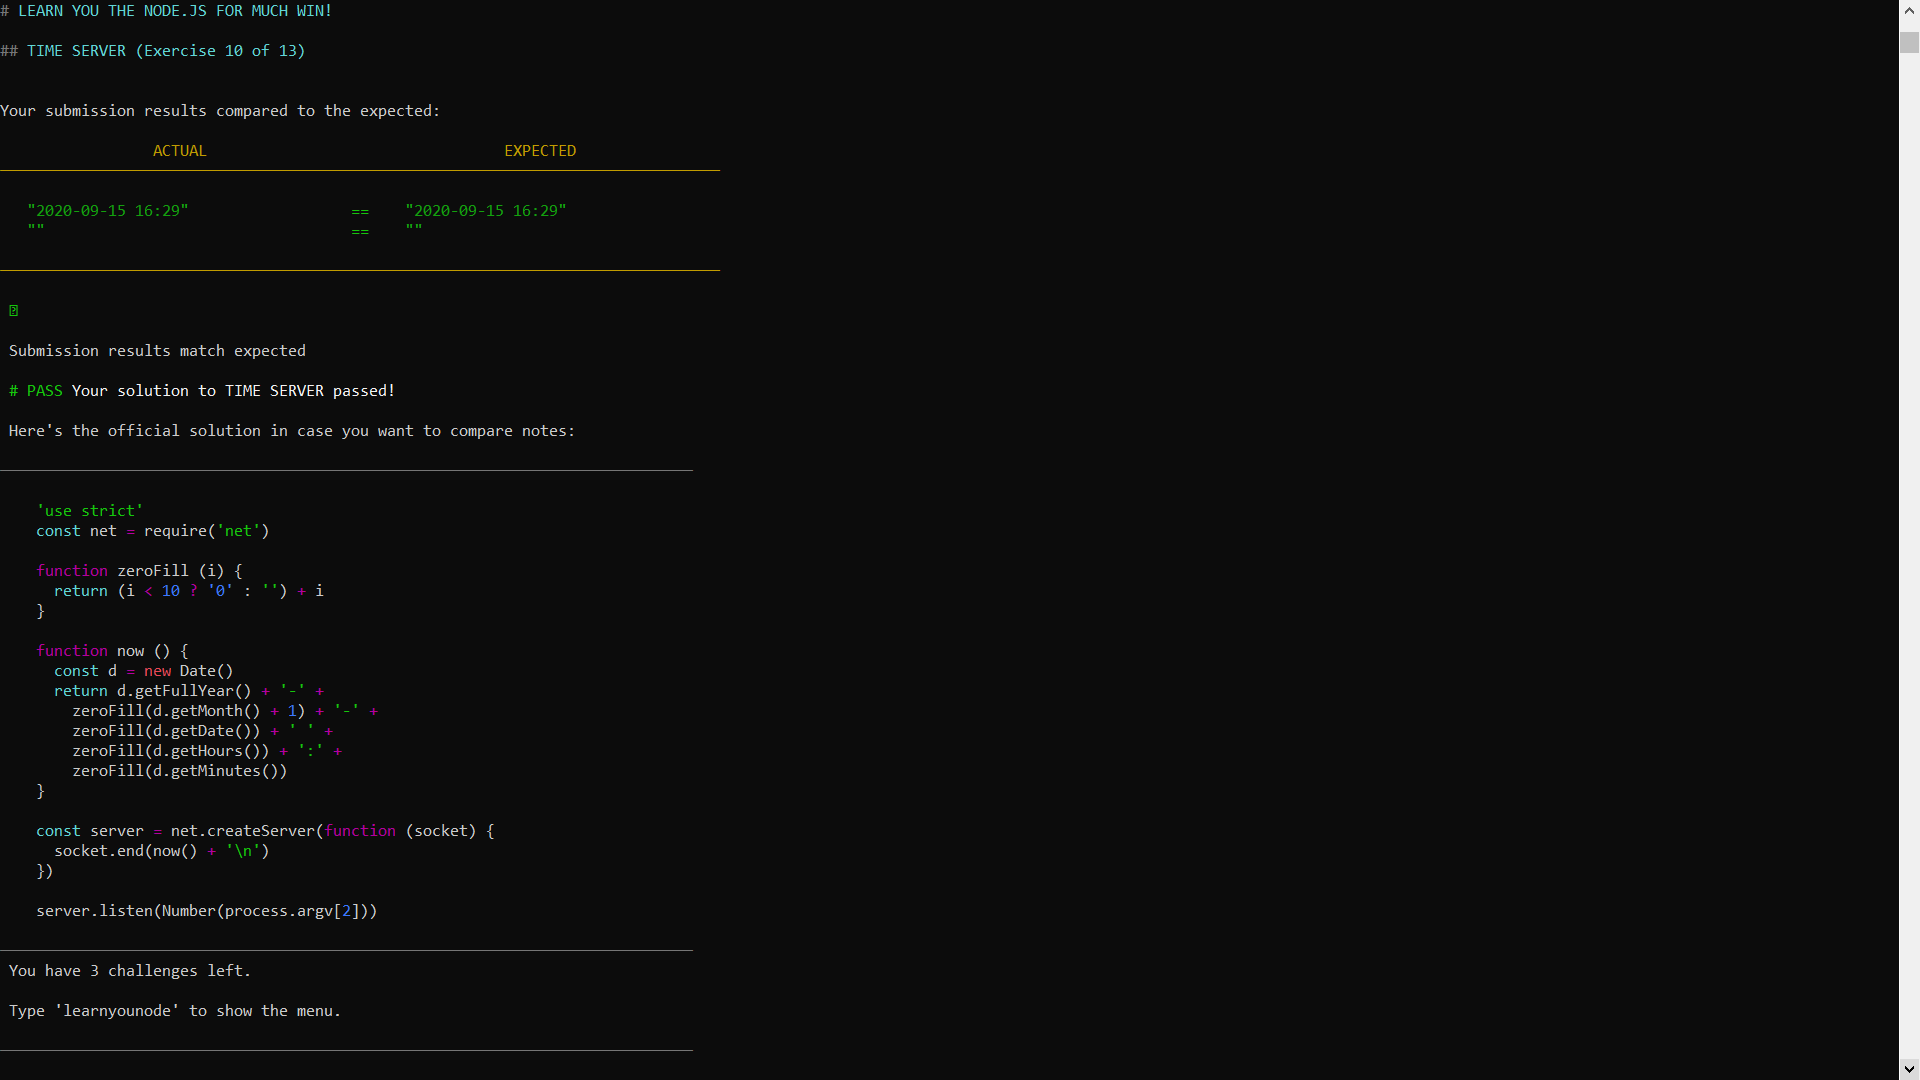 # LEARN YOU THE NODE.JS FOR MUCH WIN!
## TIME SERVER (Exercise 10 of 13)
Your submission results compared to the expected:
ACTUAL EXPECTED
"2020-09-15 16:29" == "2020-09-15 16:29"
"" == ""
Submission results match expected
# PASS Your solution to TIME SERVER passed!
Here's the official solution in case you want to compare notes:
'use strict'
const net = require('net')
function zeroFill (i) {
return (i < 10 ? '0' : '') + i
}
function now () {
const d = new Date()
return d.getFullYear() + '-' +
zeroFill(d.getMonth() + 1) + '-' +
zeroFill(d.getDate()) + ' ' +
zeroFill(d.getHours()) + ':' +
zeroFill(d.getMinutes())
}
const server = net.createServer(function (socket) {
socket.end(now() + '\n')
})
server.listen(Number(process.argv[2]))
You have 3 challenges left.
Type 'learnyounode' to show the menu.